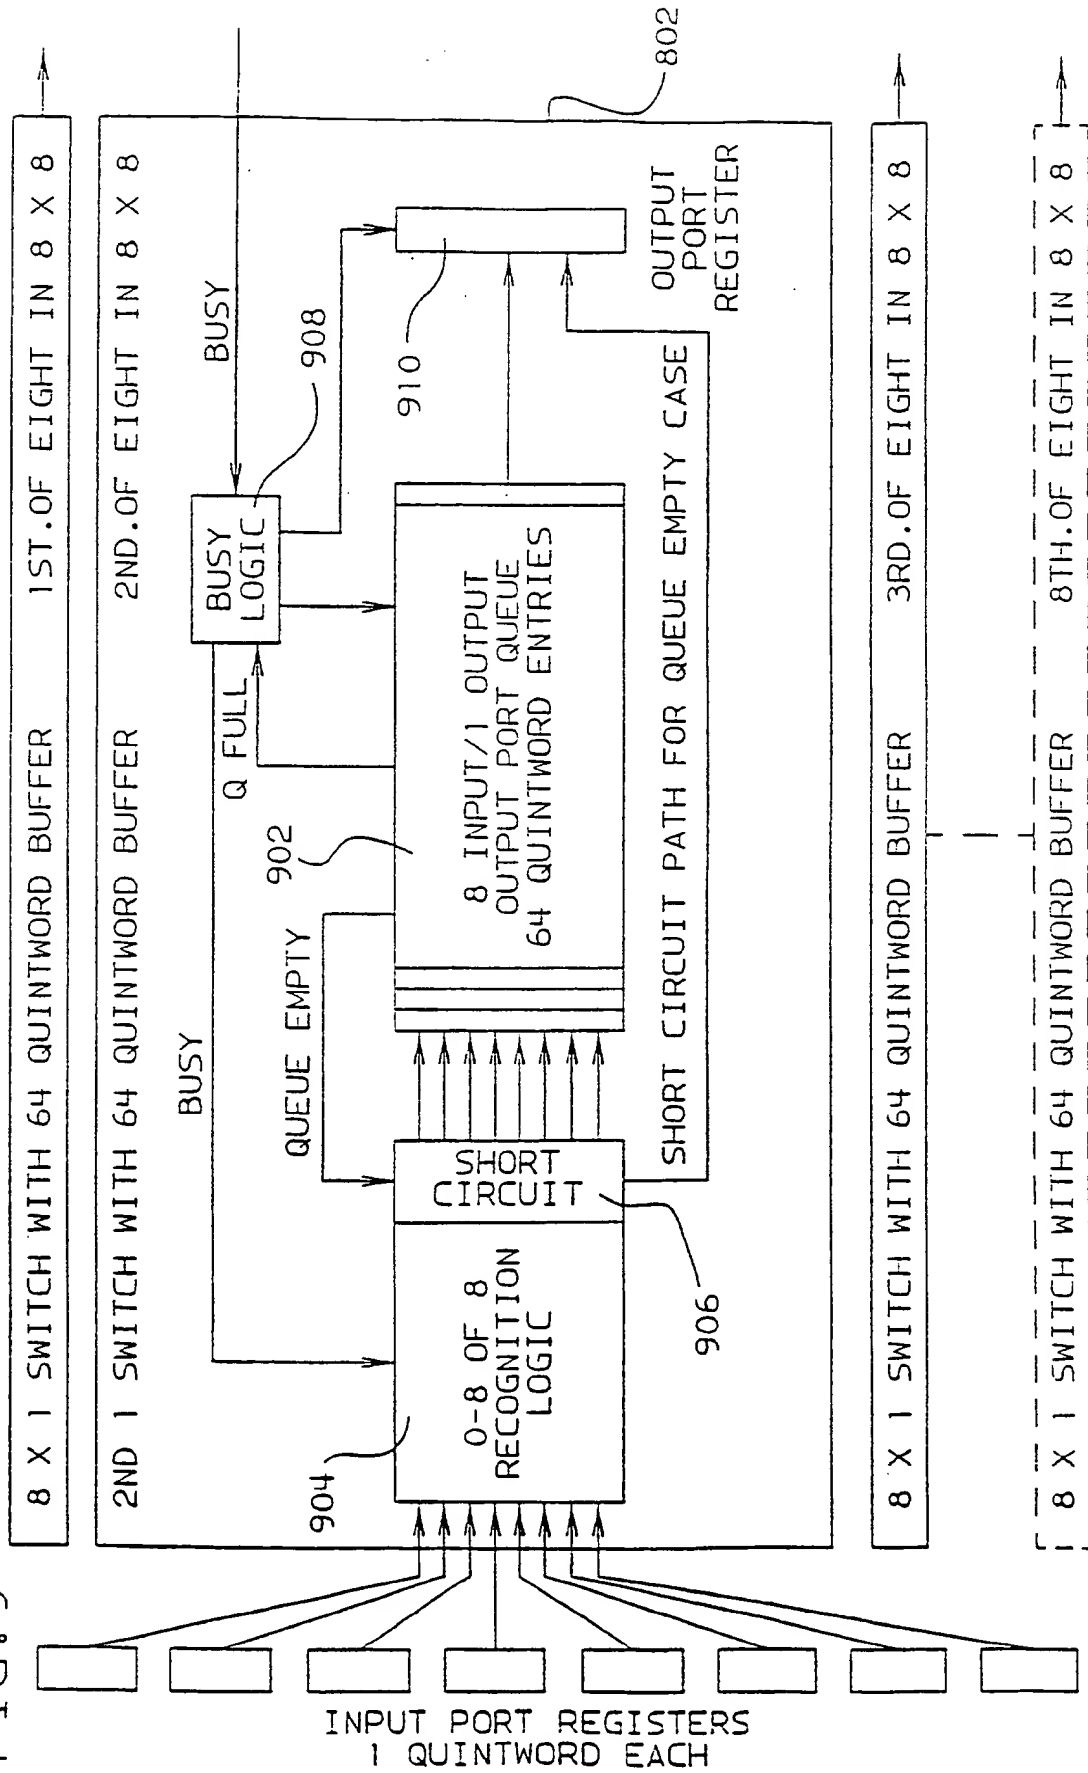 8 X 1 SWITCH WITH 64 QUINTWORD BUFFER 1ST.OF EIGHT IN 8 X 8
2ND 1 SWITCH WITH 64 QUINTWORD BUFFER 2ND.OF EIGHT IN 8 X 8
BUSY
BUSY
BUSY
LOGIC
908
Q FULL
QUEUE EMPTY
902
904
0-8 OF 8
RECOGNITION
LOGIC
SHORT
CIRCUIT
906
8 INPUT/1 OUTPUT
OUTPUT PORT QUEUE
64 QUINTWORD ENTRIES
910
OUTPUT
PORT
REGISTER
SHORT CIRCUIT PATH FOR QUEUE EMPTY CASE
802
8 X 1 SWITCH WITH 64 QUINTWORD BUFFER 3RD.OF EIGHT IN 8 X 8
8 X 1 SWITCH WITH 64 QUINTWORD BUFFER 8TH.OF EIGHT IN 8 X 8
INPUT PORT REGISTERS
1 QUINTWORD EACH